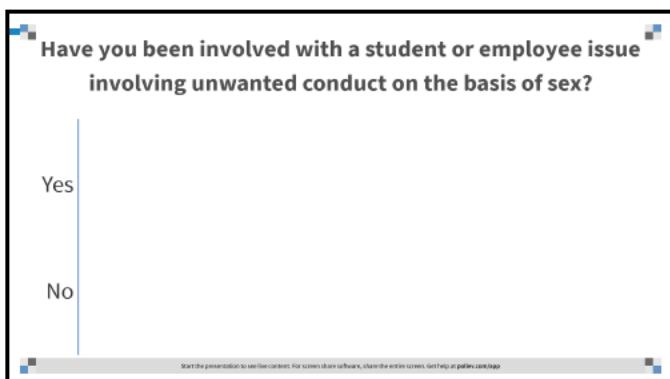 Have you been involved with a student or employee issue
involving unwanted conduct on the basis of sex?
Yes
No
Start the presentation to see live content. For screen share software, share the entire screen. Get help at pollev.com/app